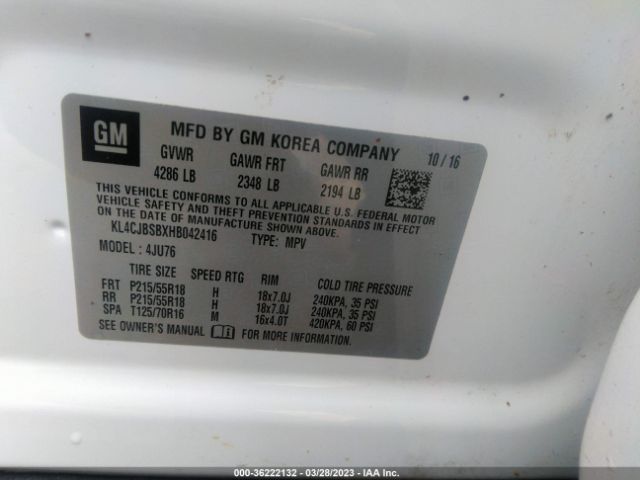 GM
MFD BY GM KOREA COMPANY 10/16
GVWR GAWR FRT GAWR RR
4286 LB 2348 LB 2194 LB
THIS VEHICLE CONFORMS TO ALL APPLICABLE U.S. FEDERAL MOTOR
VEHICLE SAFETY AND THEFT PREVENTION STANDARDS IN EFFECT ON
THE DATE OF MANUFACTURE SHOWN ABOVE.
KL4CJBSBXHB042416 TYPE: MPV
MODEL: 4JU76
TIRE SIZE SPEED RTG RIM COLD TIRE PRESSURE
FRT P215/55R18 H 18x7.0J 240KPA, 35 PSI
RR P215/55R18 H 18x7.0J 240KPA, 35 PSI
SPA T125/70R16 M 16x4.0T 420KPA, 60 PSI
SEE OWNER'S MANUAL FOR MORE INFORMATION.
000-36222132 — 03/28/2023 — IAA Inc.